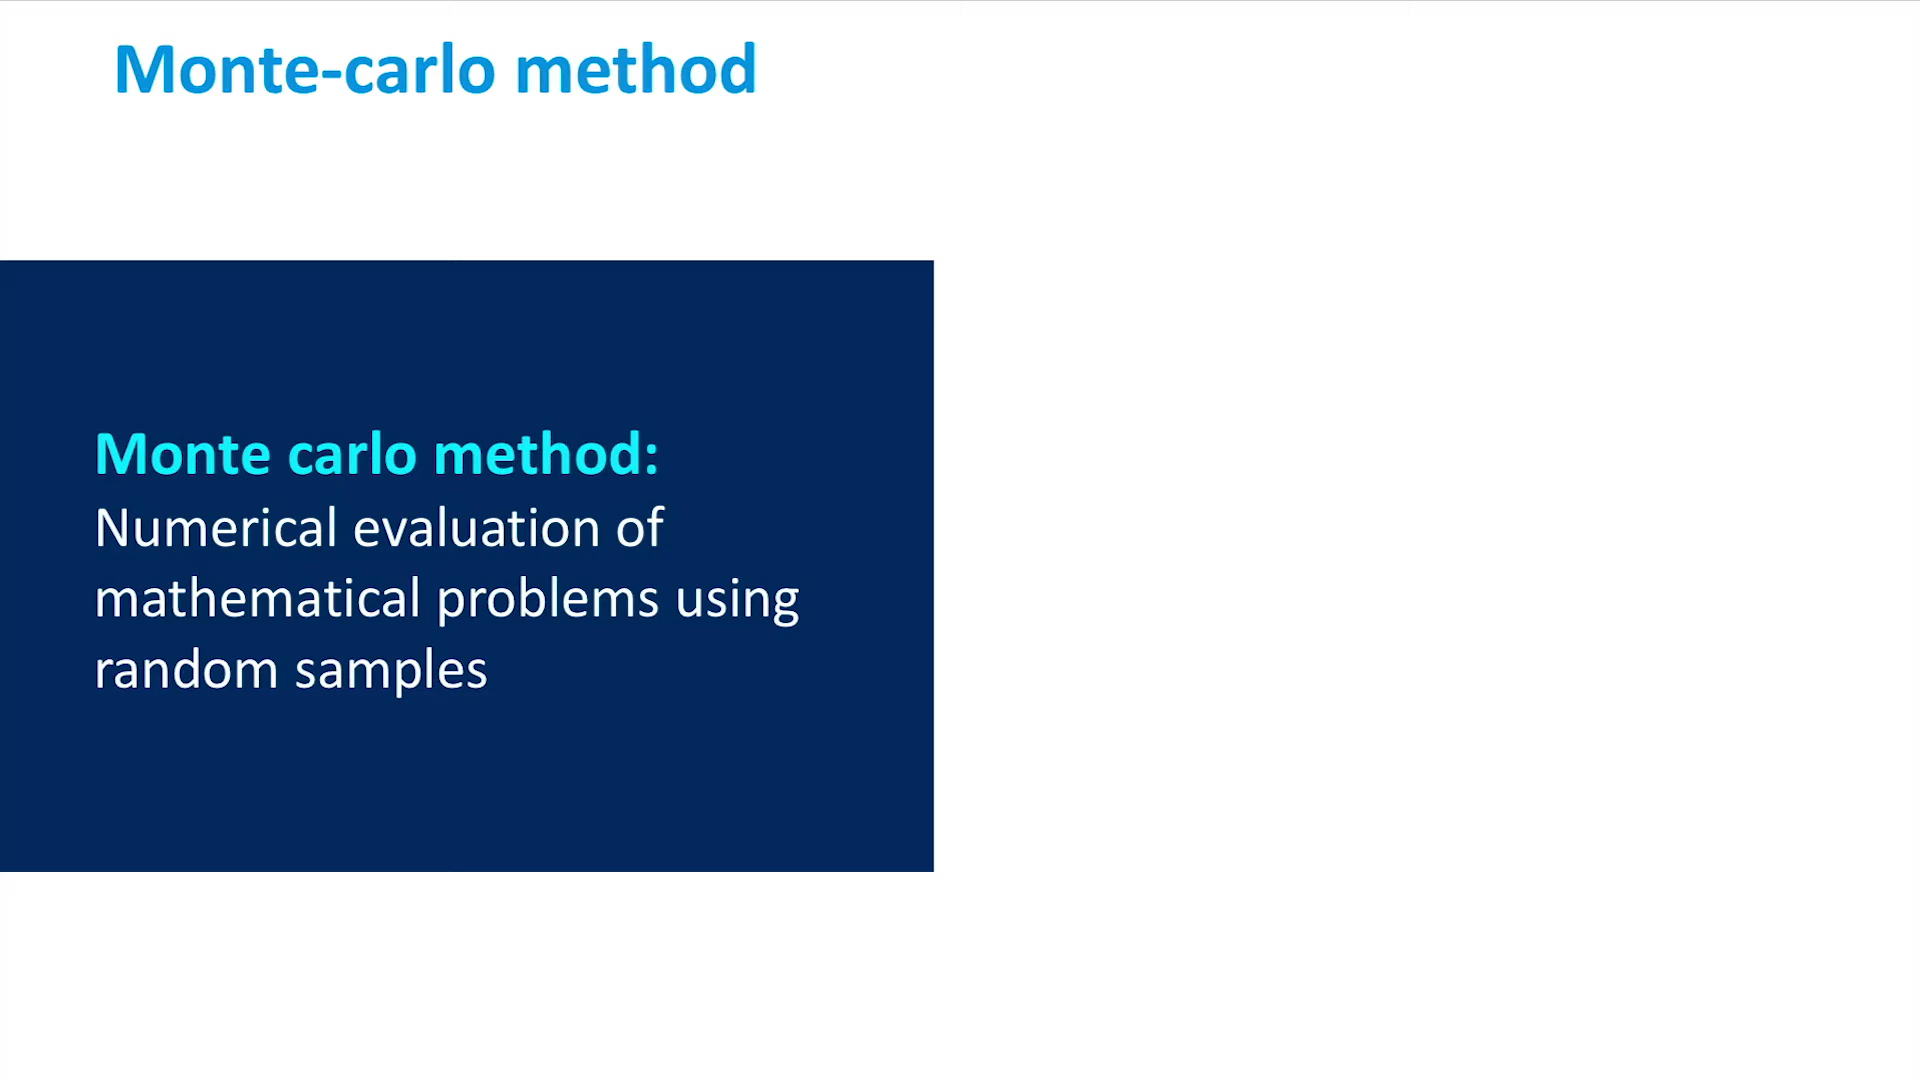 Monte-carlo method
Monte carlo method:
Numerical evaluation of
mathematical problems using
random samples